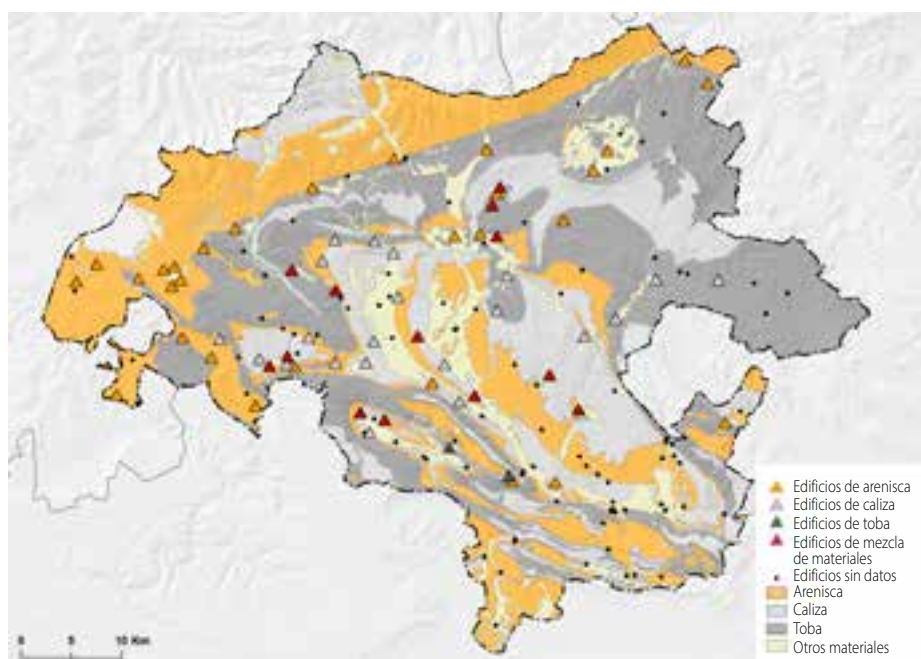 Edificios de arenisca
Edificios de caliza
Edificios de toba
Edificios de mezcla
de materiales
Edificios sin datos
Arenisca
Caliza
Toba
Otros materiales
0 5 10 Km